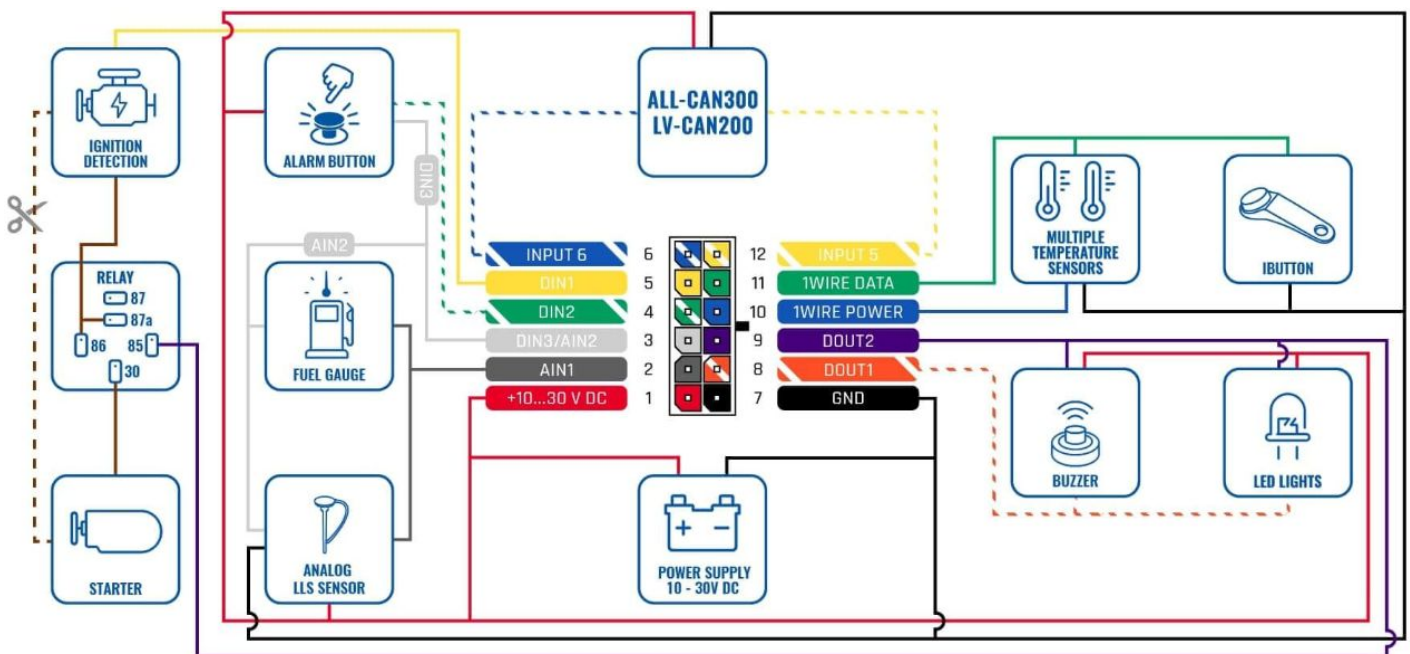 ALL-CAN300
LV-CAN200
IGNITION
DETECTION
ALARM BUTTON
DIN3
AIN2
MULTIPLE
TEMPERATURE
SENSORS
IBUTTON
RELAY
87
87a
86
85
30
FUEL GAUGE
INPUT 6
6
12
INPUT 5
DIN1
5
11
1WIRE DATA
DIN2
4
10
1WIRE POWER
DIN3/AIN2
3
9
DOUT2
AIN1
2
8
DOUT1
+10...30 V DC
1
7
GND
BUZZER
LED LIGHTS
STARTER
ANALOG
LLS SENSOR
+ -
POWER SUPPLY
10 - 30V DC